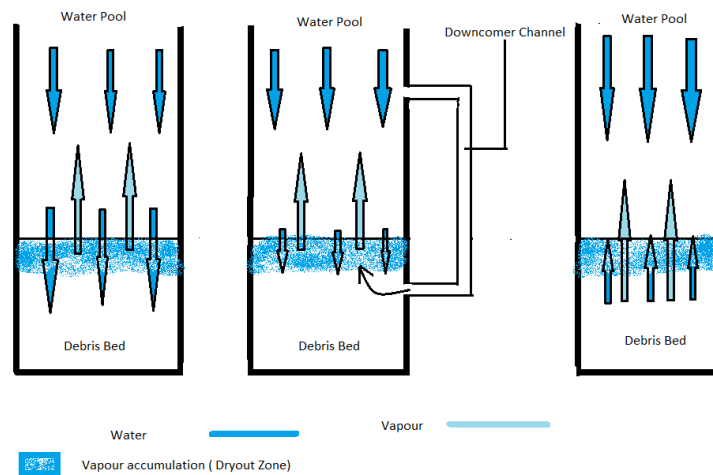 Water Pool
Water Pool
Water Pool
Downcomer Channel
Debris Bed
Debris Bed
Debris Bed
Water
Vapour
Vapour accumulation ( Dryout Zone)